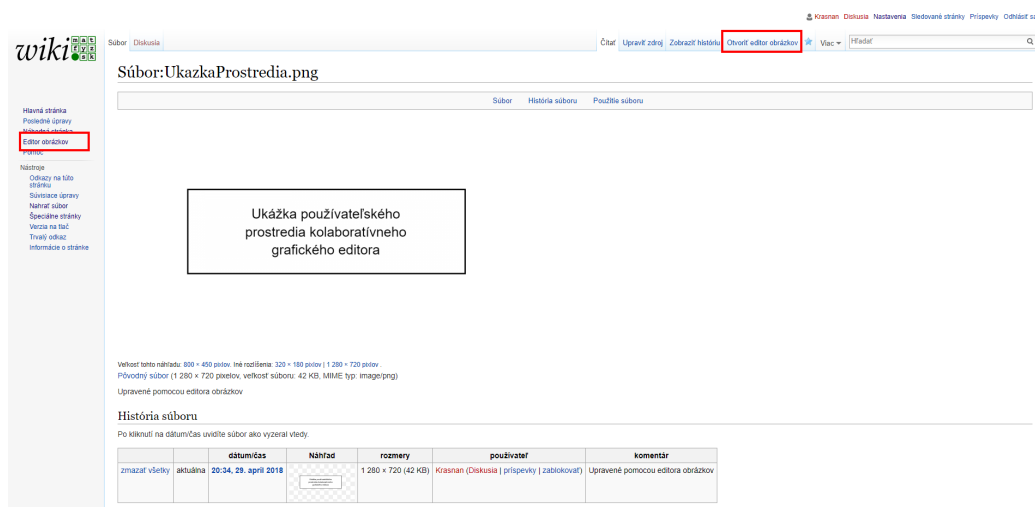 Krasnan Diskusia Nastavenia Sledované stránky Príspevky Odhlásiť sa
wiki mat fyz sk
Súbor Diskusia
Čítať Upraviť zdroj Zobraziť históriu Otvoriť editor obrázkov Viac Hľadať
Súbor:UkazkaProstredia.png
Súbor História súboru Použitie súboru
Hlavná stránka
Posledné úpravy
Náhodná stránka
Editor obrázkov
Pomoc
Nástroje
Odkazy na túto
stránku
Súvisiace úpravy
Nahrať súbor
Špeciálne stránky
Verzia na tlač
Trvalý odkaz
Informácie o stránke
Ukážka používateľského
prostredia kolaboratívneho
grafického editora
Veľkosť tohto náhľadu: 800 × 450 pixlov. Iné rozlíšenia: 320 × 180 pixlov | 1 280 × 720 pixlov .
Pôvodný súbor (1 280 × 720 pixelov, veľkosť súboru: 42 KB, MIME typ: image/png)
Upravené pomocou editora obrázkov
História súboru
Po kliknutí na dátum/čas uvidíte súbor ako vyzeral vtedy.
dátum/čas Náhľad rozmery používateľ komentár
zmazať všetky aktuálna 20:34, 29. apríl 2018 1 280 × 720 (42 KB) Krasnan (Diskusia | príspevky | zablokovať) Upravené pomocou editora obrázkov